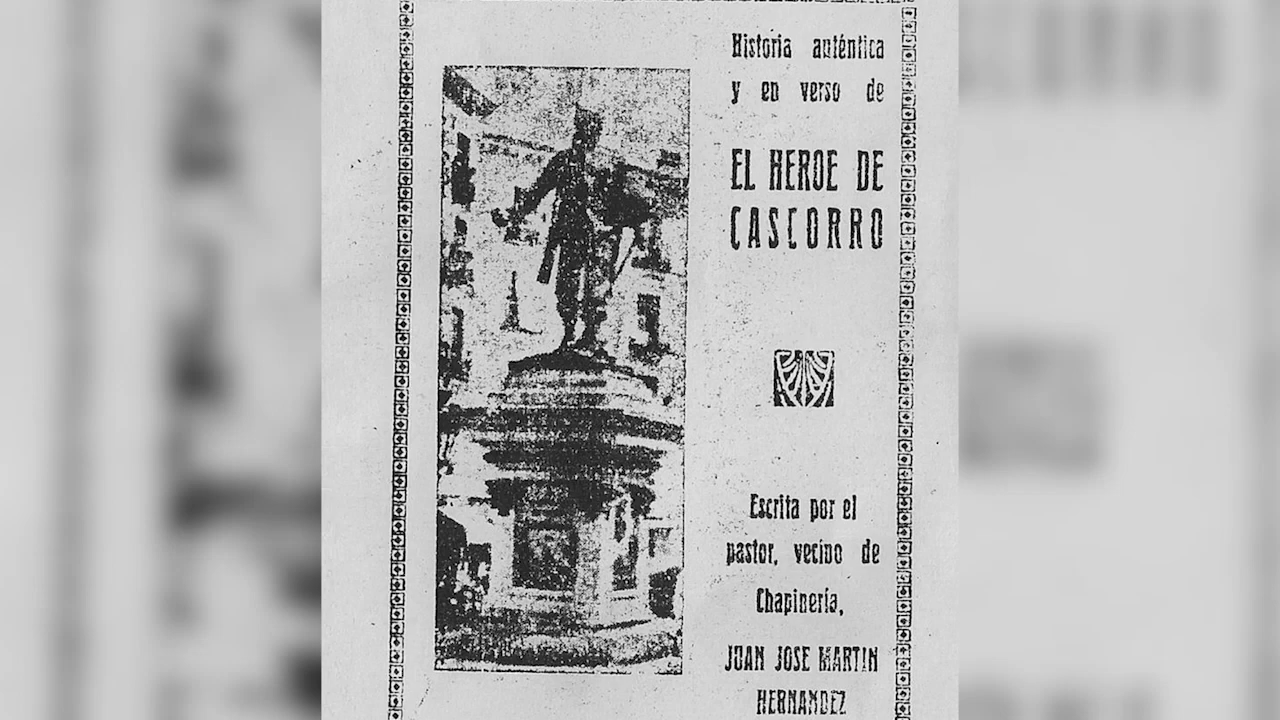 Historia auténtica
y en verso de
EL HEROE DE
CASCORRO
Escrita por el
pastor, vecino de
Chapinería,
JUAN JOSE MARTIN
HERNANDEZ